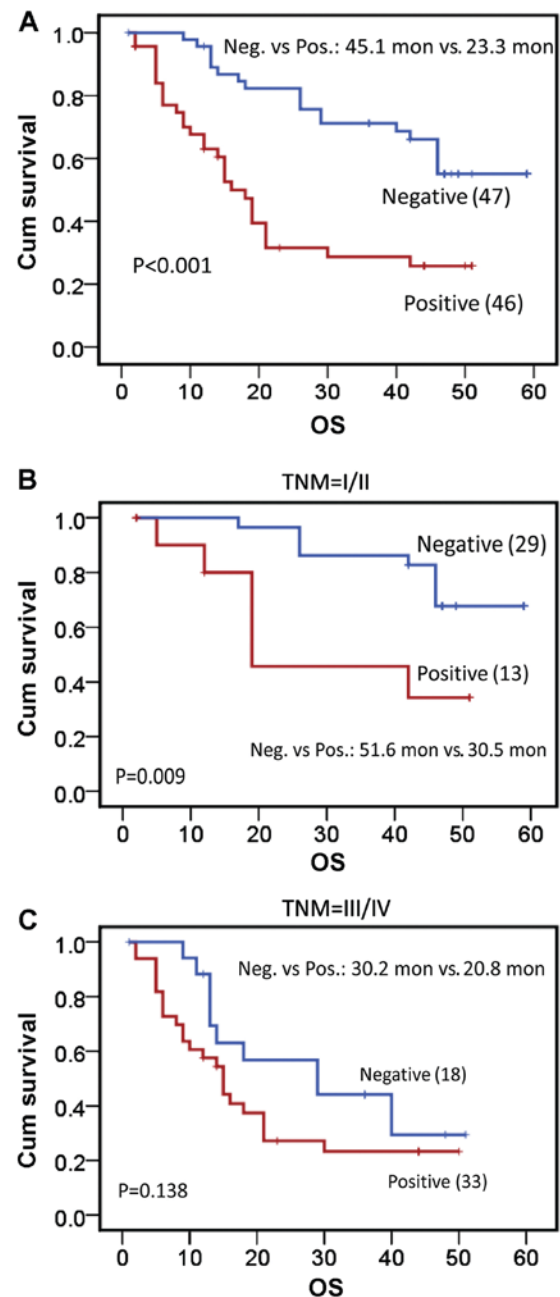 A
Neg. vs Pos.: 45.1 mon vs. 23.3 mon
1.0
0.8
0.6
0.4
0.2
0.0
Cum survival
Negative (47)
Positive (46)
P<0.001
0 10 20 30 40 50 60
OS
B
TNM=I/II
1.0
0.8
0.6
0.4
0.2
0.0
Cum survival
Negative (29)
Positive (13)
Neg. vs Pos.: 51.6 mon vs. 30.5 mon
P=0.009
0 10 20 30 40 50 60
OS
C
TNM=III/IV
1.0
0.8
0.6
0.4
0.2
0.0
Cum survival
Neg. vs Pos.: 30.2 mon vs. 20.8 mon
Negative (18)
Positive (33)
P=0.138
0 10 20 30 40 50 60
OS